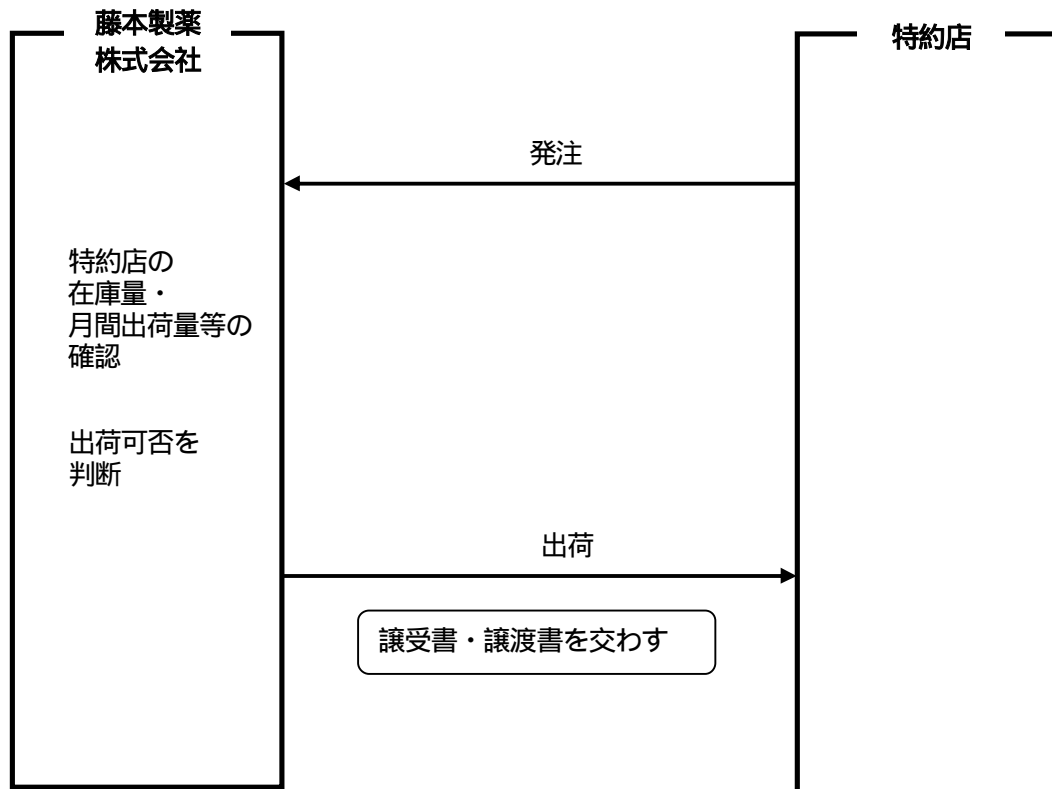 藤本製薬
株式会社
特約店
発注
特約店の
在庫量・
月間出荷量等の
確認
出荷可否を
判断
出荷
譲受書・譲渡書を交わす